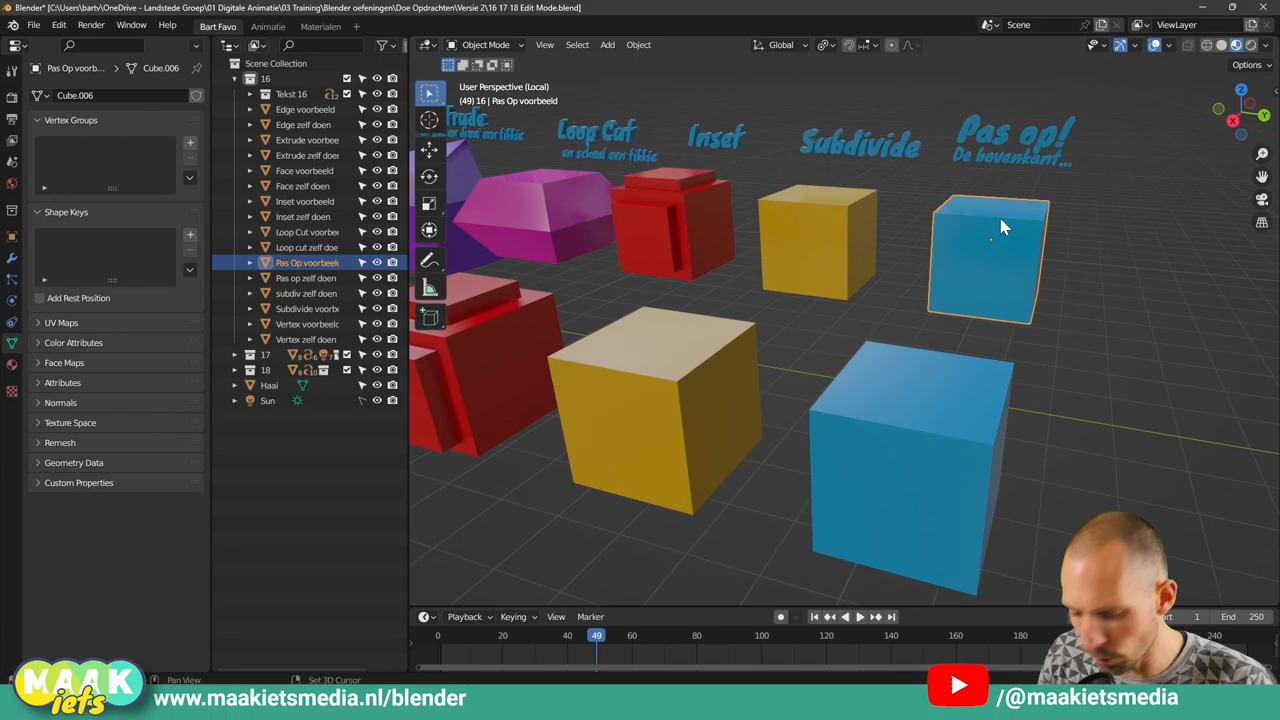 Blender* [C:\Users\bartv\OneDrive - Landstede Groep\01 Digitale Animatie\03 Training\Blender oefeningen\Doe Opdrachten\Versie 2\16 17 18 Edit Mode.blend]
File Edit Render Window Help Bart Favo Animatie Materialen Scene ViewLayer
Object Mode View Select Add Object Global Options
Pas Op voorb... Cube.006
Cube.006
Vertex Groups
Shape Keys
Add Rest Position
UV Maps
Color Attributes
Face Maps
Attributes
Normals
Texture Space
Remesh
Geometry Data
Custom Properties
Scene Collection
16
Tekst 16 12
Edge voorbeeld
Edge zelf doen
Extrude voorbee
Extrude zelf doen
Face voorbeeld
Face zelf doen
Inset voorbeeld
Inset zelf doen
Loop Cut voorbe
Loop cut zelf doe
Pas Op voorbeel
Pas op zelf doen
subdiv zelf doen
Subdivide voorb
Vertex voorbeeld
Vertex zelf doen
17 8 6 7
18 8 10
Haai
Sun
User Perspective (Local)
(49) 16 | Pas Op voorbeeld
Loop Cut
en schaal een fikkie
Inset
Subdivide
Pas op!
De bovenkant...
X Y Z
Playback Keying View Marker 1 End 250
0 20 40 49 60 80 100 120 140 160 180 240
Pan View Set 3D Cursor
MAAK
iets
www.maakietsmedia.nl/blender
/@maakietsmedia